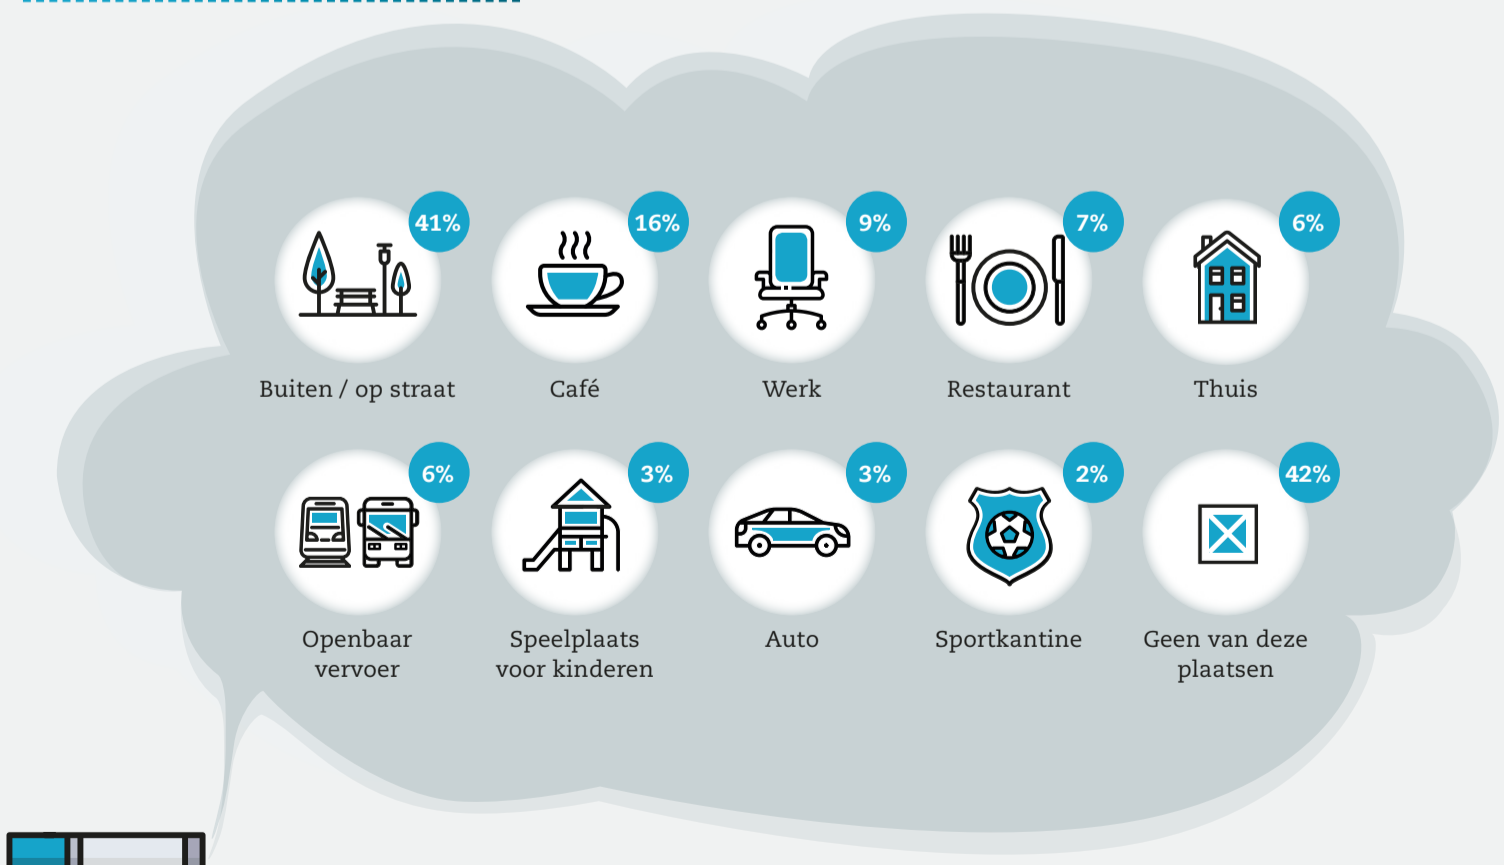 41%
16%
9%
7%
6%
Buiten / op straat
Café
Werk
Restaurant
Thuis
6%
3%
3%
2%
42%
Openbaar
vervoer
Speelplaats
voor kinderen
Auto
Sportkantine
Geen van deze
plaatsen